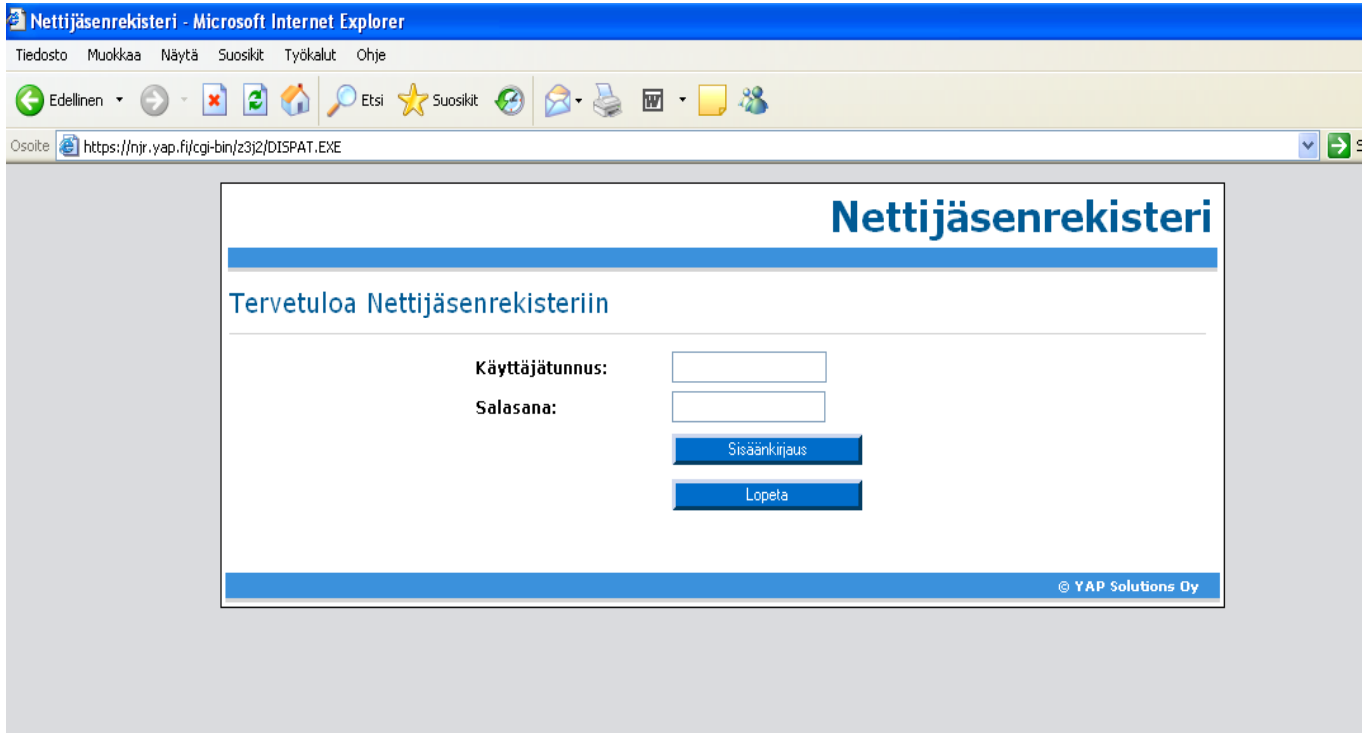 Nettijäsenrekisteri - Microsoft Internet Explorer
Tiedosto Muokkaa Näytä Suosikit Työkalut Ohje
Edellinen Etsi Suosikit
Osoite https://njr.yap.fi/cgi-bin/z3j2/DISPAT.EXE
Nettijäsenrekisteri
Tervetuloa Nettijäsenrekisteriin
Käyttäjätunnus:
Salasana:
Sisäänkirjaus
Lopeta
© YAP Solutions Oy